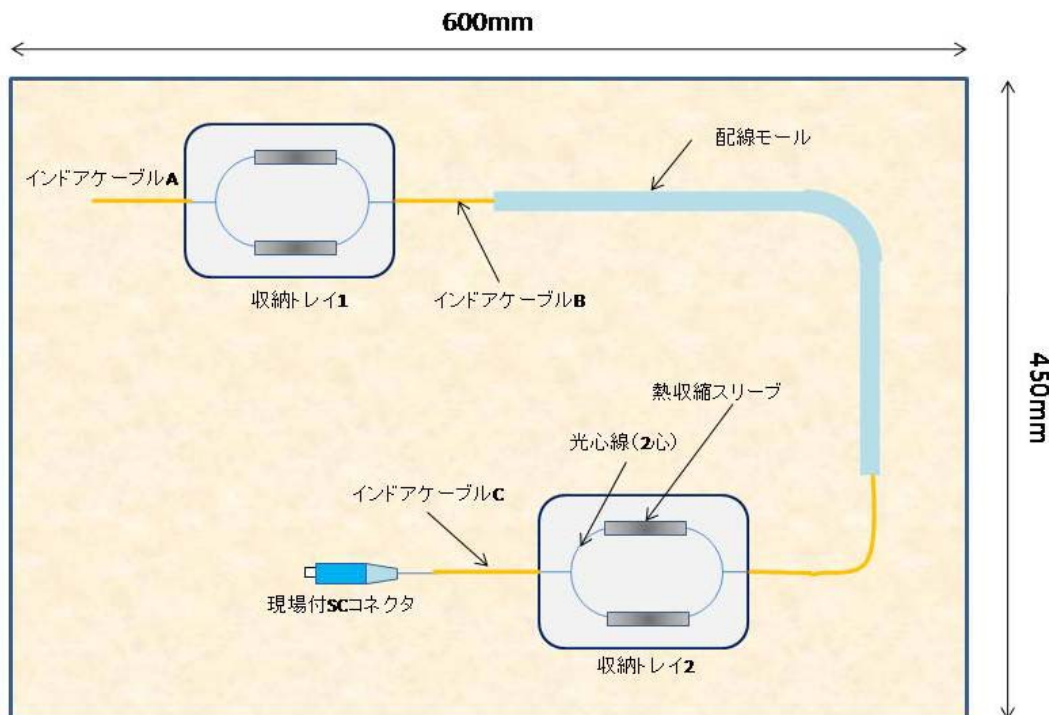 600mm
配線モール
インドアケーブルA
収納トレイ1
インドアケーブルB
450mm
熱収縮スリーブ
光心線(2心)
インドアケーブルC
現場付SCコネクタ
収納トレイ2